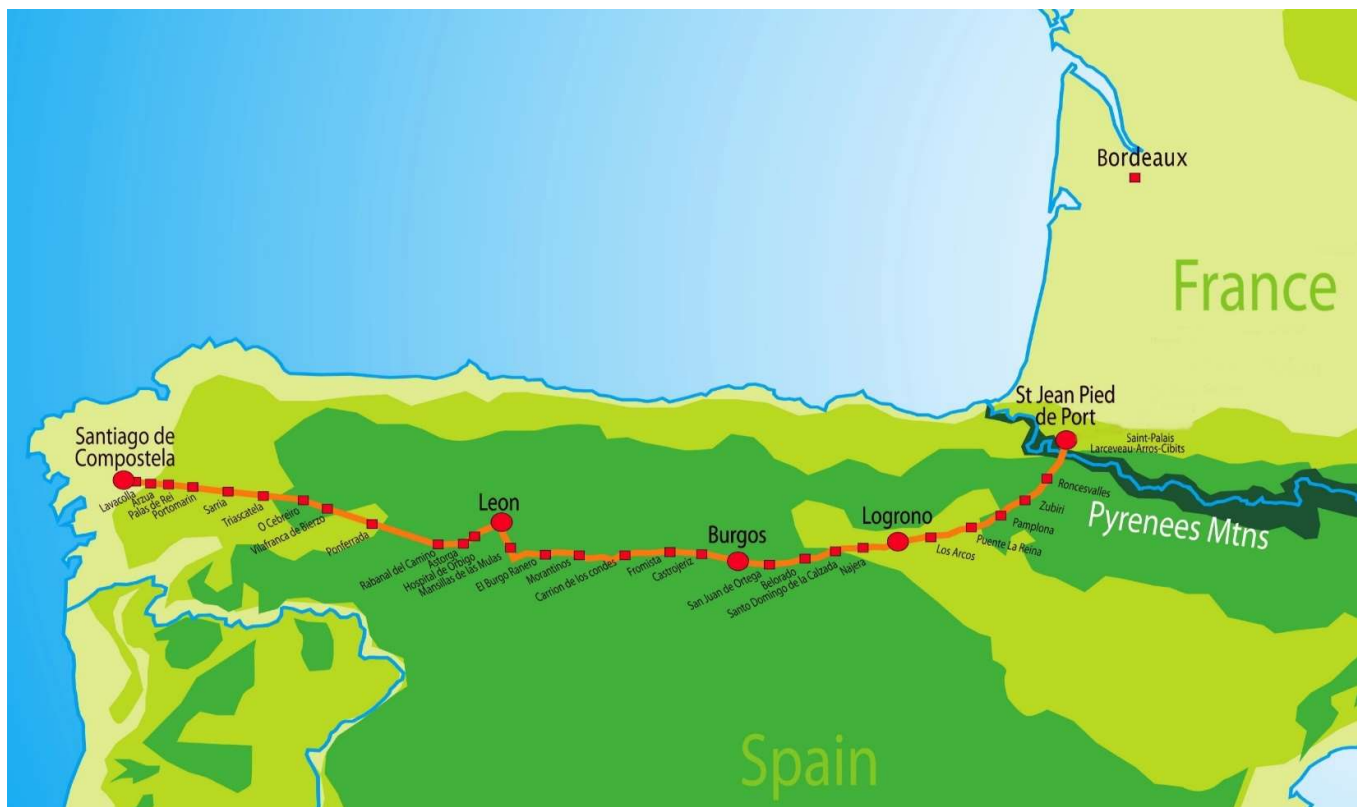 Bordeaux
France
St Jean Pied
de Port
Saint-Palais
Larceveau-Arros-Cibits
Roncesvalles
Zubiri
Pamplona
Pyrenees Mtns
Puente La Reina
Los Arcos
Logrono
Najera
Santo Domingo de la Calzada
Belorado
San Juan de Ortega
Burgos
Castrojeriz
Fromista
Carrion de los condes
Morantinos
El Burgo Ranero
Mansillas de las Mulas
Leon
Hospital de Orbigo
Astorga
Rabanal del Camino
Ponferrada
Vilafranca de Bierzo
O Cebreiro
Triascatela
Sarria
Portomarin
Palas de Rei
Arzua
Lavacolla
Santiago de
Compostela
Spain